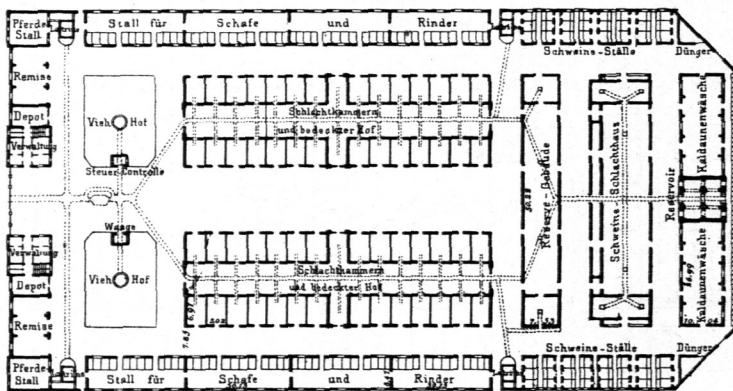 Pferde-
Stall
Stall für Schafe und Rinder
Schweine-Ställe
Dünger
Remise
Depot
Verwaltung
Vieh Hof
Steuer Controlle
Schlachtkammern
und bedeckter Hof
Reserve-Gebäude
Schweine-Schlachthaus
Reservoir
Kaldaunenwäsche
Kaldaunenwäsche
Waage
Vieh Hof
Verwaltung
Depot
Remise
Schlachtkammern
und bedeckter Hof
Pferde-
Stall
Stall für Schafe und Rinder
Schweine-Ställe
Dünger